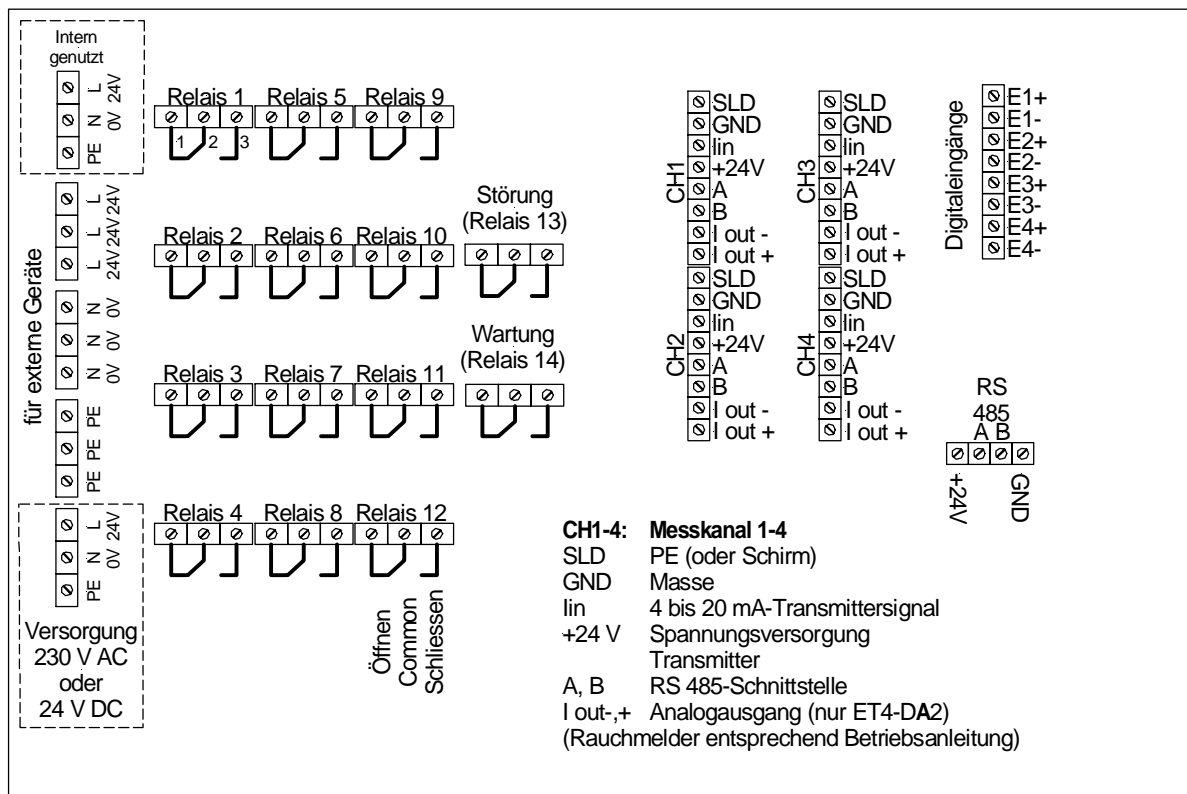 Intern
genutzt
L 24V
N 0V
PE
für externe Geräte
L 24V
L 24V
L 24V
N 0V
N 0V
N 0V
PE
PE
PE
L 24V
N 0V
PE
Versorgung
230 V AC
oder
24 V DC
Relais 1 Relais 5 Relais 9
1 2 3
Relais 2 Relais 6 Relais 10
Relais 3 Relais 7 Relais 11
Relais 4 Relais 8 Relais 12
Öffnen
Common
Schliessen
Störung
(Relais 13)
Wartung
(Relais 14)
CH1
SLD
GND
Iin
+24V
A
B
I out -
I out +
CH2
SLD
GND
Iin
+24V
A
B
I out -
I out +
CH3
SLD
GND
Iin
+24V
A
B
I out -
I out +
CH4
SLD
GND
Iin
+24V
A
B
I out -
I out +
Digitaleingänge
E1+
E1-
E2+
E2-
E3+
E3-
E4+
E4-
RS
485
A B
+24V
GND
CH1-4: Messkanal 1-4
SLD PE (oder Schirm)
GND Masse
Iin 4 bis 20 mA-Transmittersignal
+24 V Spannungsversorgung
Transmitter
A, B RS 485-Schnittstelle
I out-,+ Analogausgang (nur ET4-DA2)
(Rauchmelder entsprechend Betriebsanleitung)